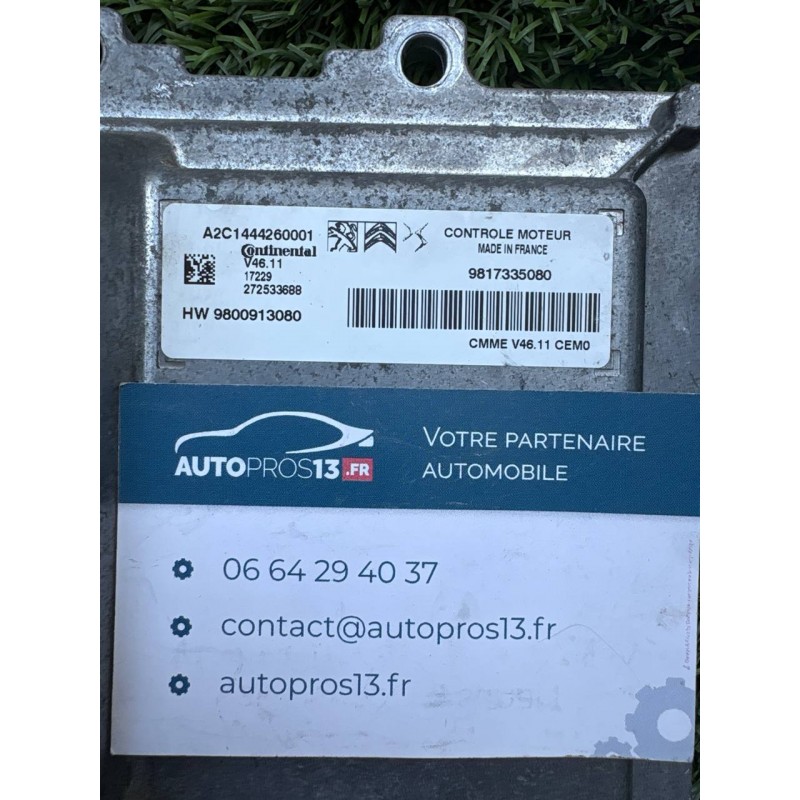 A2C1444260001
Continental
V46.11
17229
272533688
HW 9800913080
CONTROLE MOTEUR
MADE IN FRANCE
9817335080
CMME V46.11 CEM0
AUTOPROS13.FR
VOTRE PARTENAIRE
AUTOMOBILE
06 64 29 40 37
contact@autopros13.fr
autopros13.fr